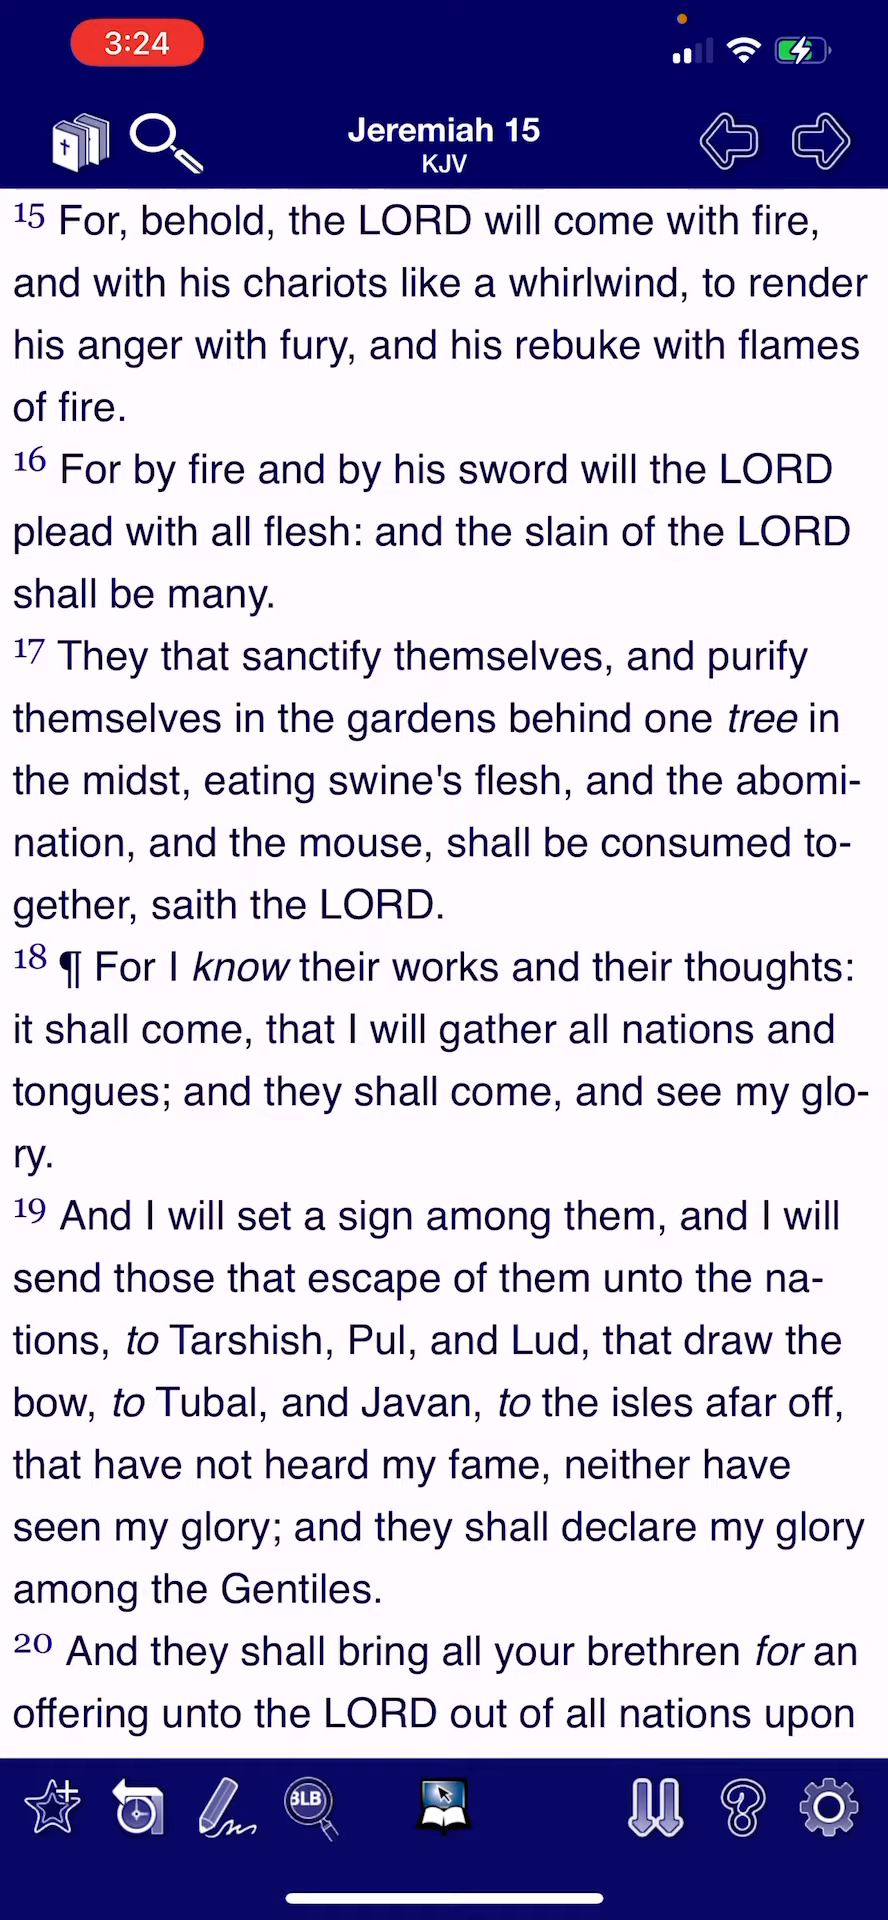 3:24
Jeremiah 15
KJV
15 For, behold, the LORD will come with fire,
and with his chariots like a whirlwind, to render
his anger with fury, and his rebuke with flames
of fire.
16 For by fire and by his sword will the LORD
plead with all flesh: and the slain of the LORD
shall be many.
17 They that sanctify themselves, and purify
themselves in the gardens behind one tree in
the midst, eating swine's flesh, and the abomi-
nation, and the mouse, shall be consumed to-
gether, saith the LORD.
18 ¶ For I know their works and their thoughts:
it shall come, that I will gather all nations and
tongues; and they shall come, and see my glo-
ry.
19 And I will set a sign among them, and I will
send those that escape of them unto the na-
tions, to Tarshish, Pul, and Lud, that draw the
bow, to Tubal, and Javan, to the isles afar off,
that have not heard my fame, neither have
seen my glory; and they shall declare my glory
among the Gentiles.
20 And they shall bring all your brethren for an
offering unto the LORD out of all nations upon
BLB